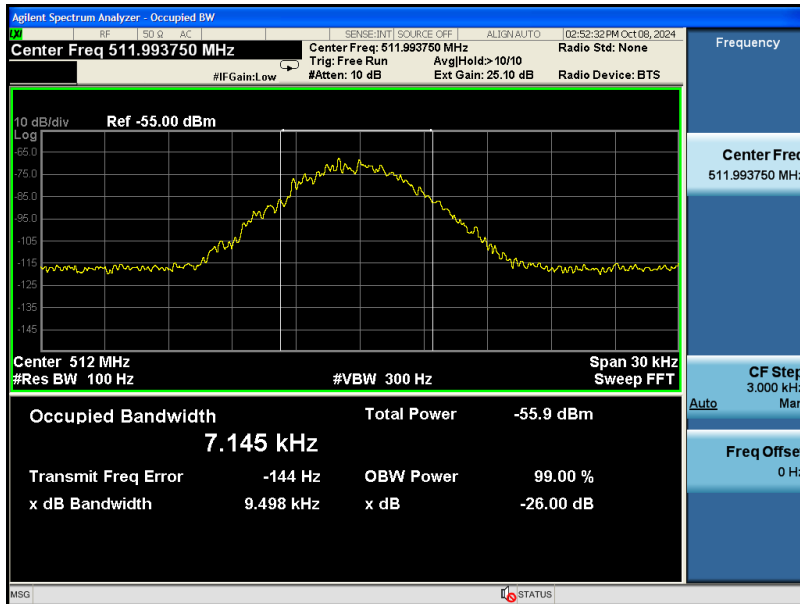 Agilent Spectrum Analyzer - Occupied BW
LXI RF 50 Ω AC SENSE:INT SOURCE OFF ALIGN AUTO 02:52:32 PM Oct 08, 2024
Center Freq 511.993750 MHz
Center Freq: 511.993750 MHz Radio Std: None
Trig: Free Run Avg|Hold:>10/10
#IFGain:Low #Atten: 10 dB Ext Gain: 25.10 dB Radio Device: BTS
10 dB/div Ref -55.00 dBm
Log
-65.0
-75.0
-85.0
-95.0
-105
-115
-125
-135
-145
Center 512 MHz Span 30 kHz
#Res BW 100 Hz #VBW 300 Hz Sweep FFT
Occupied Bandwidth Total Power -55.9 dBm
7.145 kHz
Transmit Freq Error -144 Hz OBW Power 99.00 %
x dB Bandwidth 9.498 kHz x dB -26.00 dB
MSG STATUS
Frequency
Center Freq
511.993750 MHz
CF Step
3.000 kHz
Auto Man
Freq Offset
0 Hz